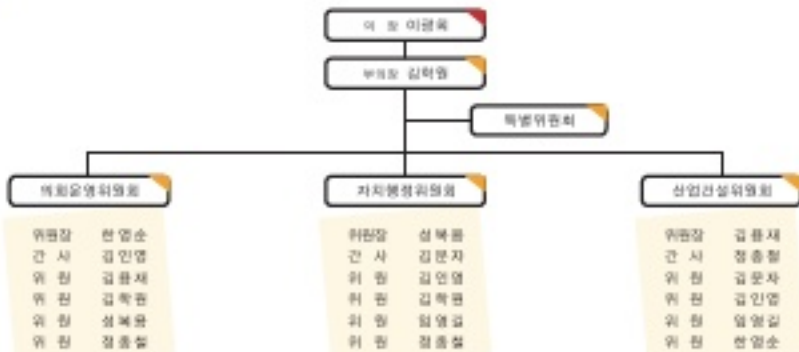 의 장 이광희
부의장 김학원
특별위원회
의회운영위원회
자치행정위원회
산업건설위원회
위원장 한영순
간 사 김인영
위 원 김용재
위 원 김학원
위 원 성복용
위 원 정종철
위원장 성복용
간 사 김문자
위 원 김인영
위 원 김학원
위 원 임영길
위 원 정종철
위원장 김용재
간 사 정종철
위 원 김문자
위 원 김인영
위 원 임영길
위 원 한영순